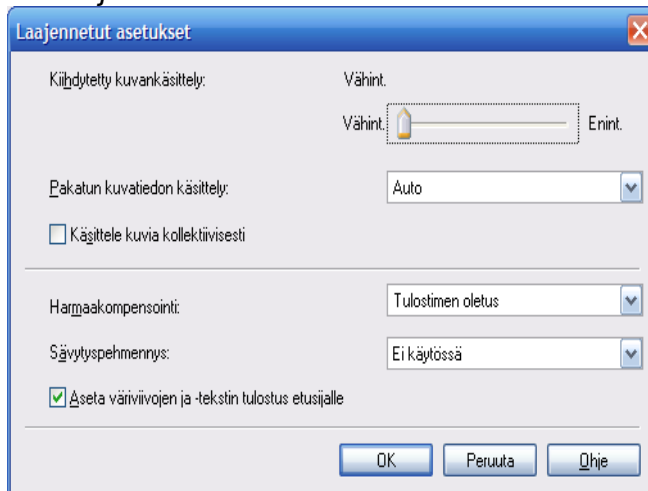 Laajennetut asetukset
Kiihdytetty kuvankäsittely: Vähint.
Vähint. Enint.
Pakatun kuvatiedon käsittely: Auto
Käsittele kuvia kollektiivisesti
Harmaakompensointi: Tulostimen oletus
Sävytyspehmennys: Ei käytössä
Aseta väriviivojen ja -tekstin tulostus etusijalle
OK Peruuta Ohje